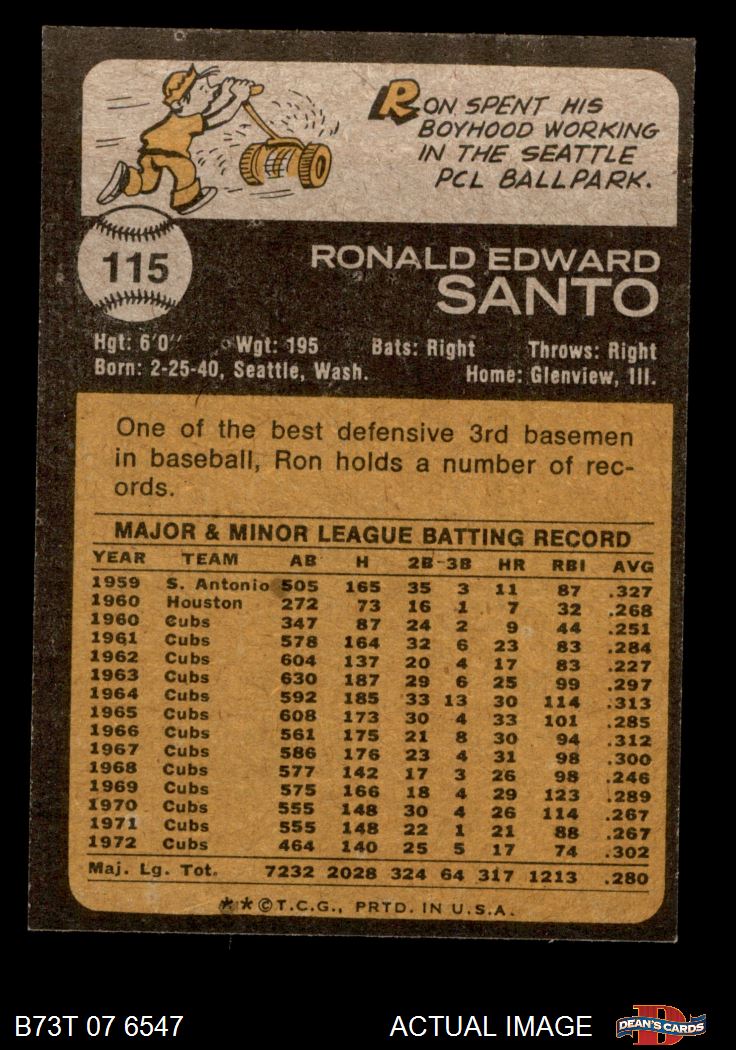 RON SPENT HIS
BOYHOOD WORKING
IN THE SEATTLE
PCL BALLPARK.
115
RONALD EDWARD
SANTO
Hgt: 6'0" Wgt: 195 Bats: Right Throws: Right
Born: 2-25-40, Seattle, Wash. Home: Glenview, Ill.
One of the best defensive 3rd basemen
in baseball, Ron holds a number of rec-
ords.
MAJOR & MINOR LEAGUE BATTING RECORD
YEAR TEAM AB H 2B 3B HR RBI AVG
1959 S. Antonio 505 165 35 3 11 87 .327
1960 Houston 272 73 16 1 7 32 .268
1960 Cubs 347 87 24 2 9 44 .251
1961 Cubs 578 164 32 6 23 83 .284
1962 Cubs 604 137 20 4 17 83 .227
1963 Cubs 630 187 29 6 25 99 .297
1964 Cubs 592 185 33 13 30 114 .313
1965 Cubs 608 173 30 4 33 101 .285
1966 Cubs 561 175 21 8 30 94 .312
1967 Cubs 586 176 23 4 31 98 .300
1968 Cubs 577 142 17 3 26 98 .246
1969 Cubs 575 166 18 4 29 123 .289
1970 Cubs 555 148 30 4 26 114 .267
1971 Cubs 555 148 22 1 21 88 .267
1972 Cubs 464 140 25 5 17 74 .302
Maj. Lg. Tot. 7232 2028 324 64 317 1213 .280
**©T.C.G., PRTD. IN U.S.A.
B73T 07 6547 ACTUAL IMAGE DEAN'S CARDS